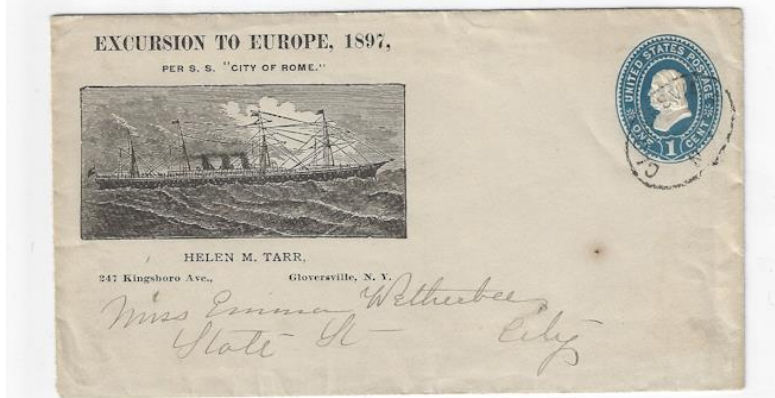 EXCURSION TO EUROPE, 1897,
PER S. S. "CITY OF ROME."
UNITED STATES POSTAGE
ONE 1 CENT
HELEN M. TARR,
247 Kingsboro Ave., Gloversville, N. Y.
Miss Emma Wetherbee
State St City